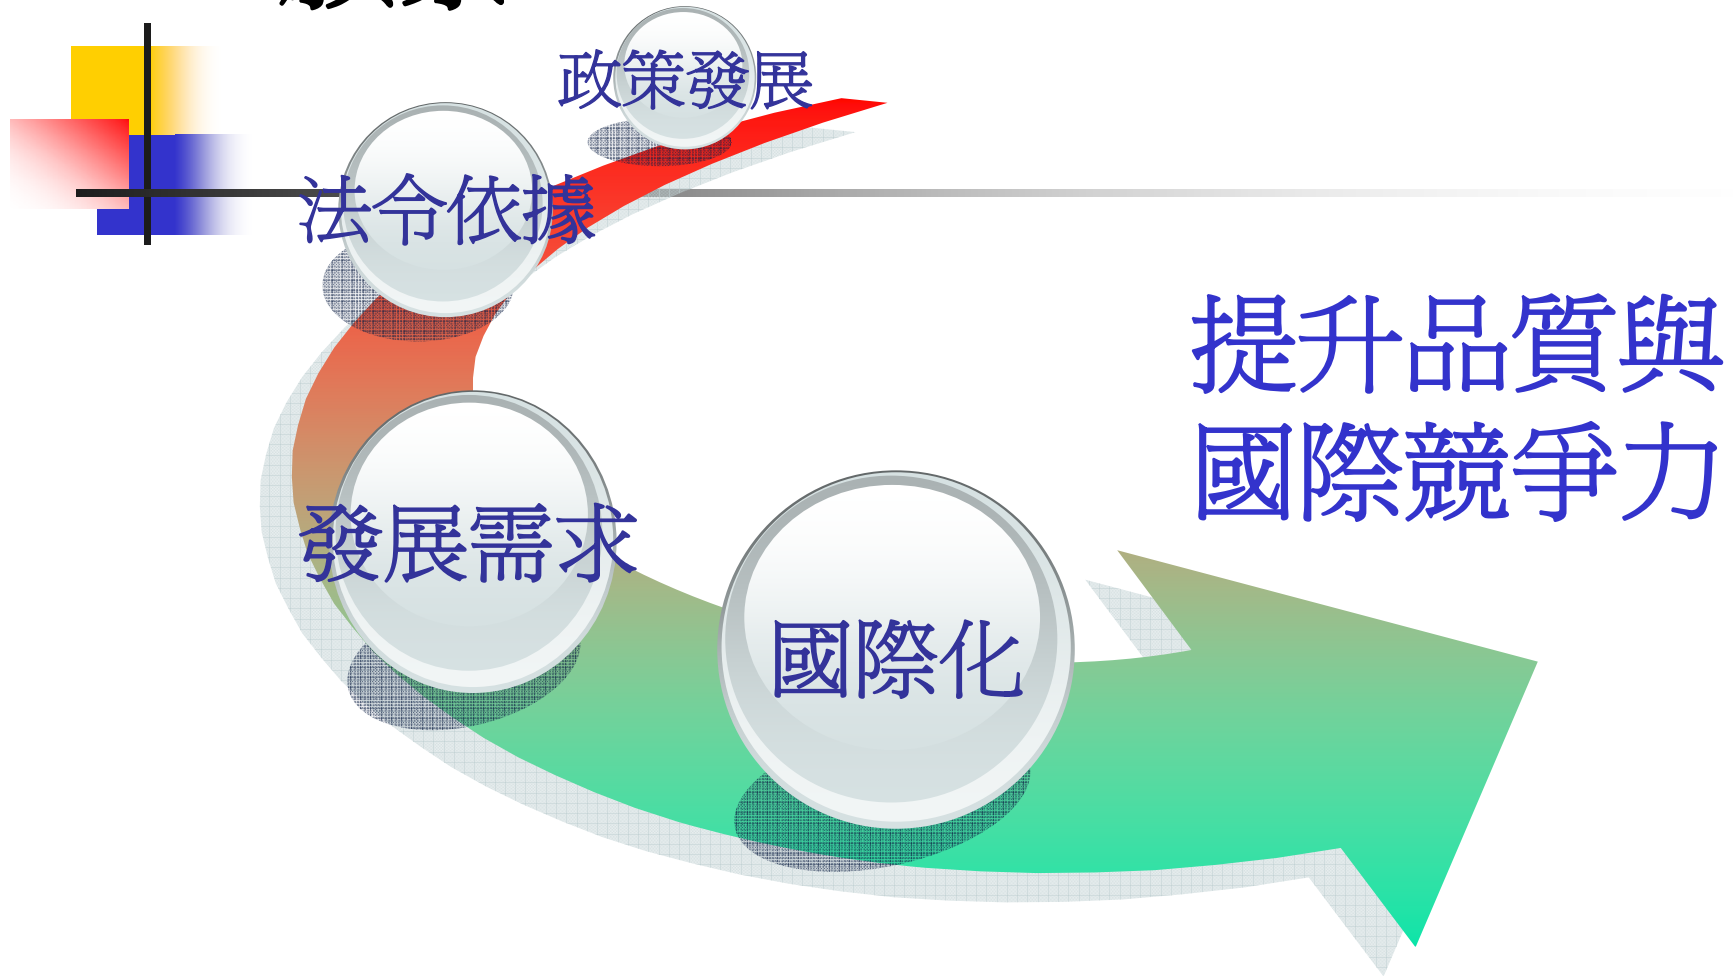 政策發展
法令依據
發展需求
國際化
提升品質與
國際競爭力